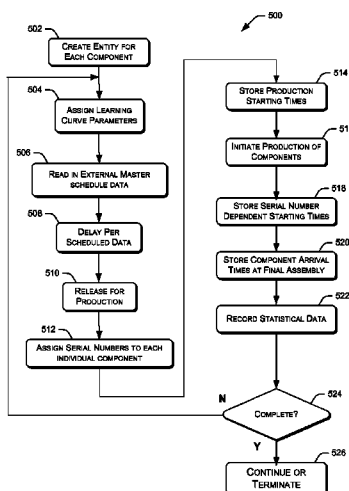 500
502
CREATE ENTITY FOR
EACH COMPONENT
504
ASSIGN LEARNING
CURVE PARAMETERS
506
READ IN EXTERNAL MASTER
SCHEDULE DATA
508
DELAY PER
SCHEDULED DATA
510
RELEASE FOR
PRODUCTION
512
ASSIGN SERIAL NUMBERS TO EACH
INDIVIDUAL COMPONENT
514
STORE PRODUCTION
STARTING TIMES
51
INITIATE PRODUCTION OF
COMPONENTS
518
STORE SERIAL NUMBER
DEPENDENT STARTING TIMES
520
STORE COMPONENT ARRIVAL
TIMES AT FINAL ASSEMBLY
522
RECORD STATISTICAL DATA
524
COMPLETE?
N
Y
526
CONTINUE OR
TERMINATE